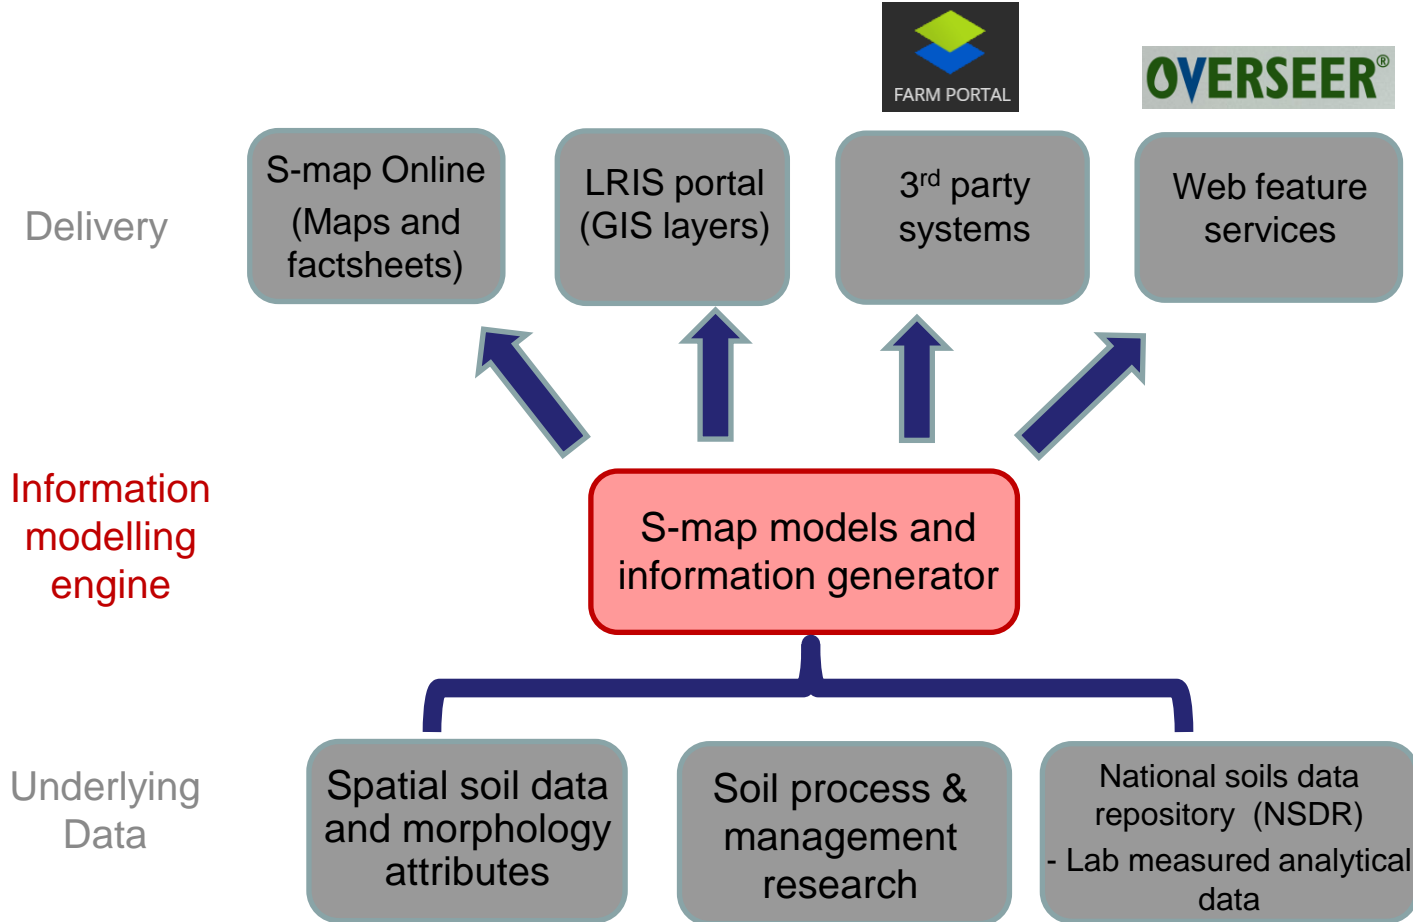 FARM PORTAL
OVERSEER®
Delivery
S-map Online
(Maps and
factsheets)
LRIS portal
(GIS layers)
3rd party
systems
Web feature
services
Information
modelling
engine
S-map models and
information generator
Underlying
Data
Spatial soil data
and morphology
attributes
Soil process &
management
research
National soils data
repository (NSDR)
- Lab measured analytical
data